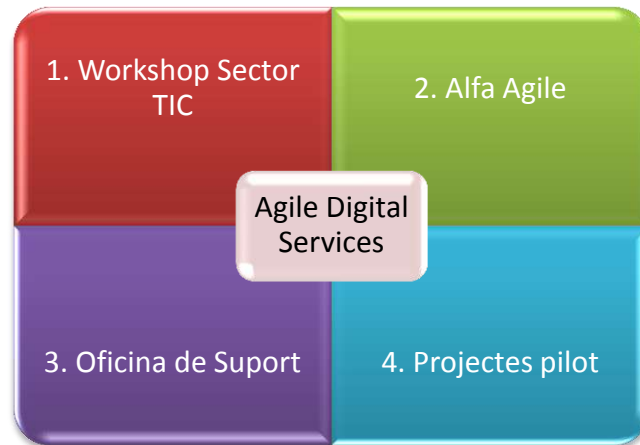 1. Workshop Sector
TIC
2. Alfa Agile
Agile Digital
Services
3. Oficina de Suport
4. Projectes pilot